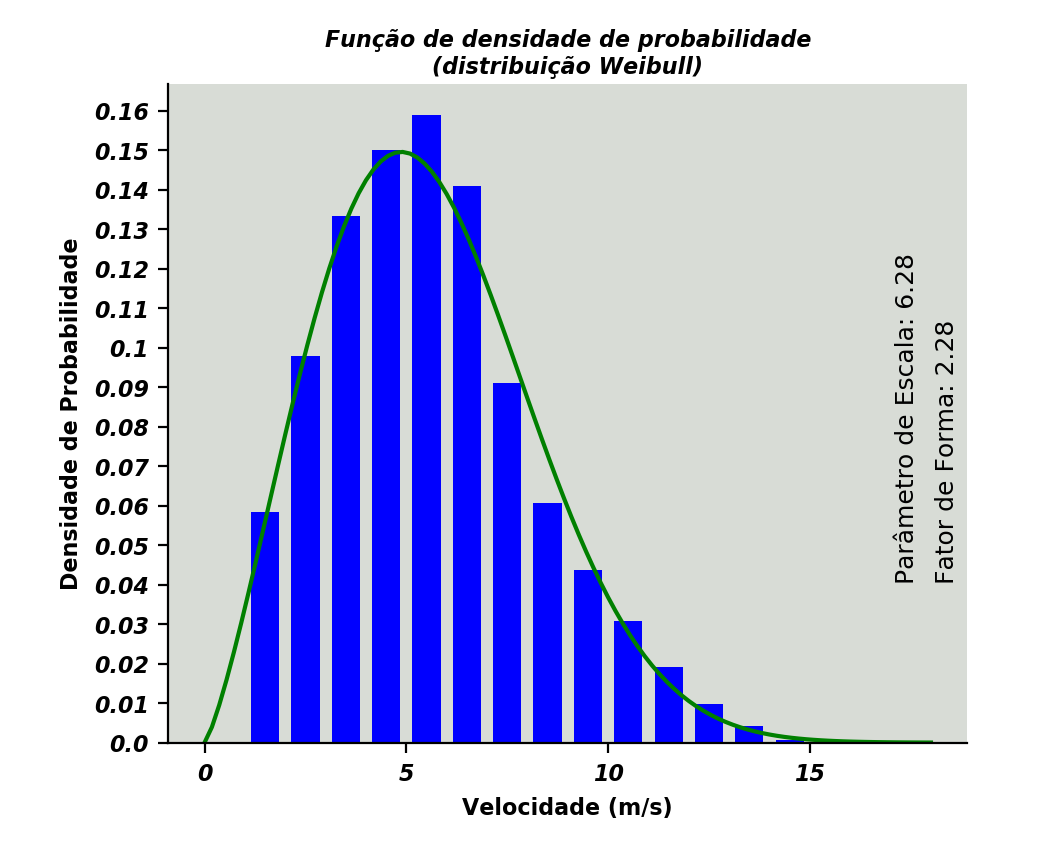 Função de densidade de probabilidade
(distribuição Weibull)
Densidade de Probabilidade
0.16
0.15
0.14
0.13
0.12
0.11
0.1
0.09
0.08
0.07
0.06
0.05
0.04
0.03
0.02
0.01
0.0
Parâmetro de Escala: 6.28
Fator de Forma: 2.28
0 5 10 15
Velocidade (m/s)